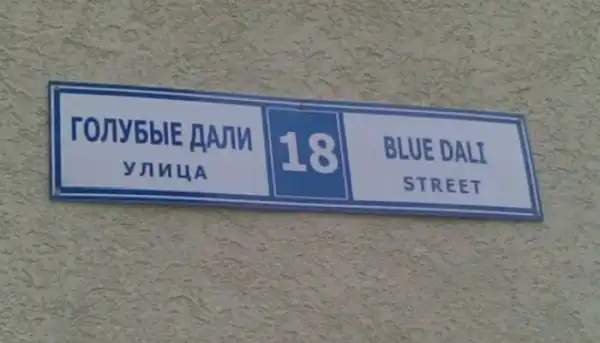 ГОЛУБЫЕ ДАЛИ
УЛИЦА
18
BLUE DALI
STREET